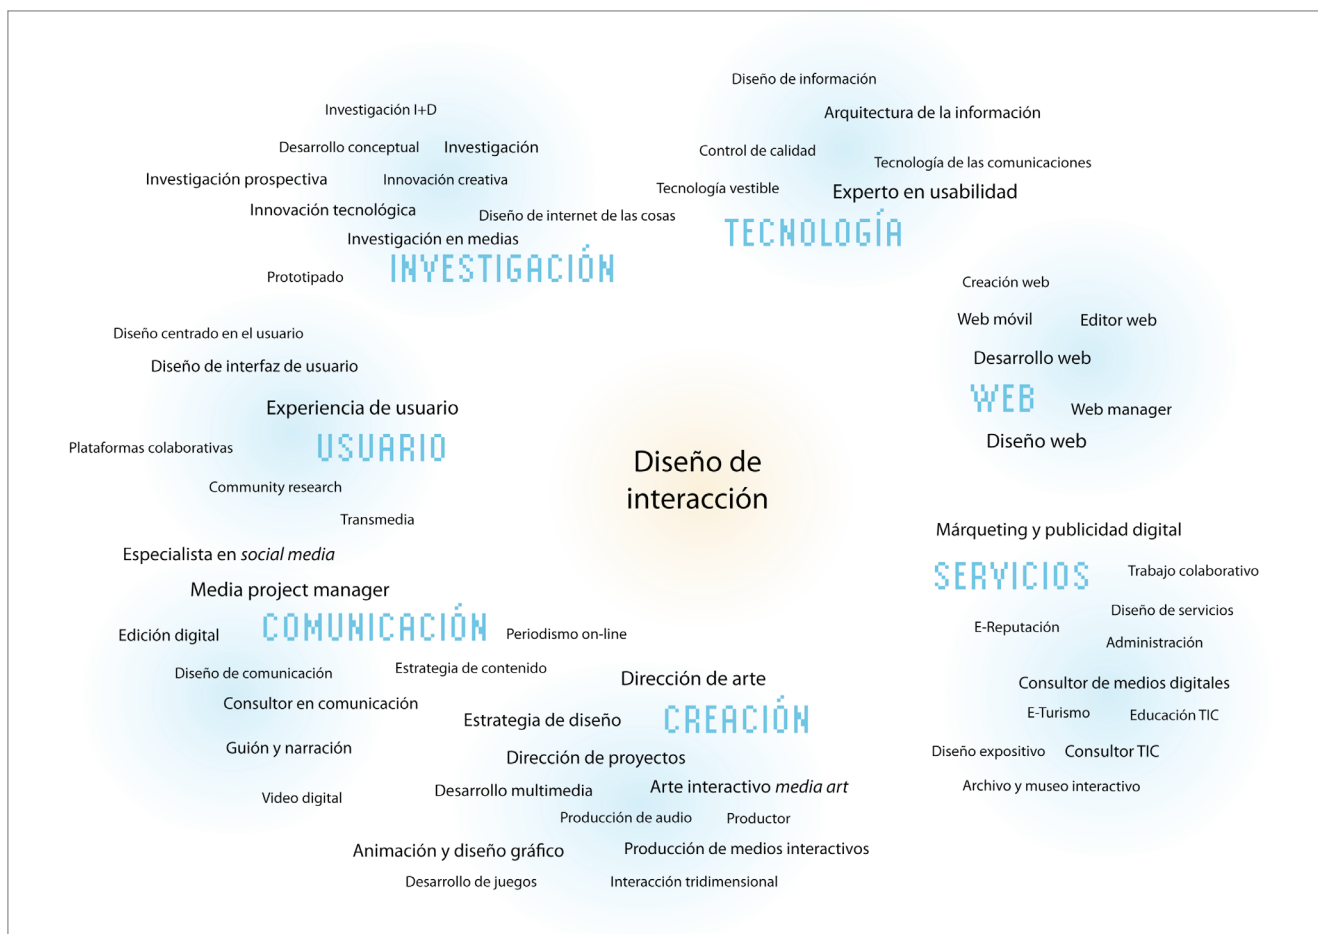 Investigación I+D
Desarrollo conceptual
Investigación
Investigación prospectiva
Innovación creativa
Innovación tecnológica
Diseño de internet de las cosas
Investigación en medias
INVESTIGACIÓN
Prototipado
Diseño de información
Arquitectura de la información
Control de calidad
Tecnología de las comunicaciones
Tecnología vestible
Experto en usabilidad
TECNOLOGÍA
Creación web
Web móvil
Editor web
Desarrollo web
WEB
Web manager
Diseño web
Diseño centrado en el usuario
Diseño de interfaz de usuario
Experiencia de usuario
USUARIO
Plataformas colaborativas
Community research
Transmedia
Diseño de
interacción
Márqueting y publicidad digital
SERVICIOS
Trabajo colaborativo
Diseño de servicios
E-Reputación
Administración
Consultor de medios digitales
E-Turismo
Educación TIC
Diseño expositivo
Consultor TIC
Archivo y museo interactivo
Especialista en social media
Media project manager
COMUNICACIÓN
Edición digital
Periodismo on-line
Diseño de comunicación
Estrategia de contenido
Consultor en comunicación
Guión y narración
Video digital
Dirección de arte
Estrategia de diseño
CREACIÓN
Dirección de proyectos
Desarrollo multimedia
Arte interactivo media art
Producción de audio
Productor
Animación y diseño gráfico
Producción de medios interactivos
Desarrollo de juegos
Interacción tridimensional